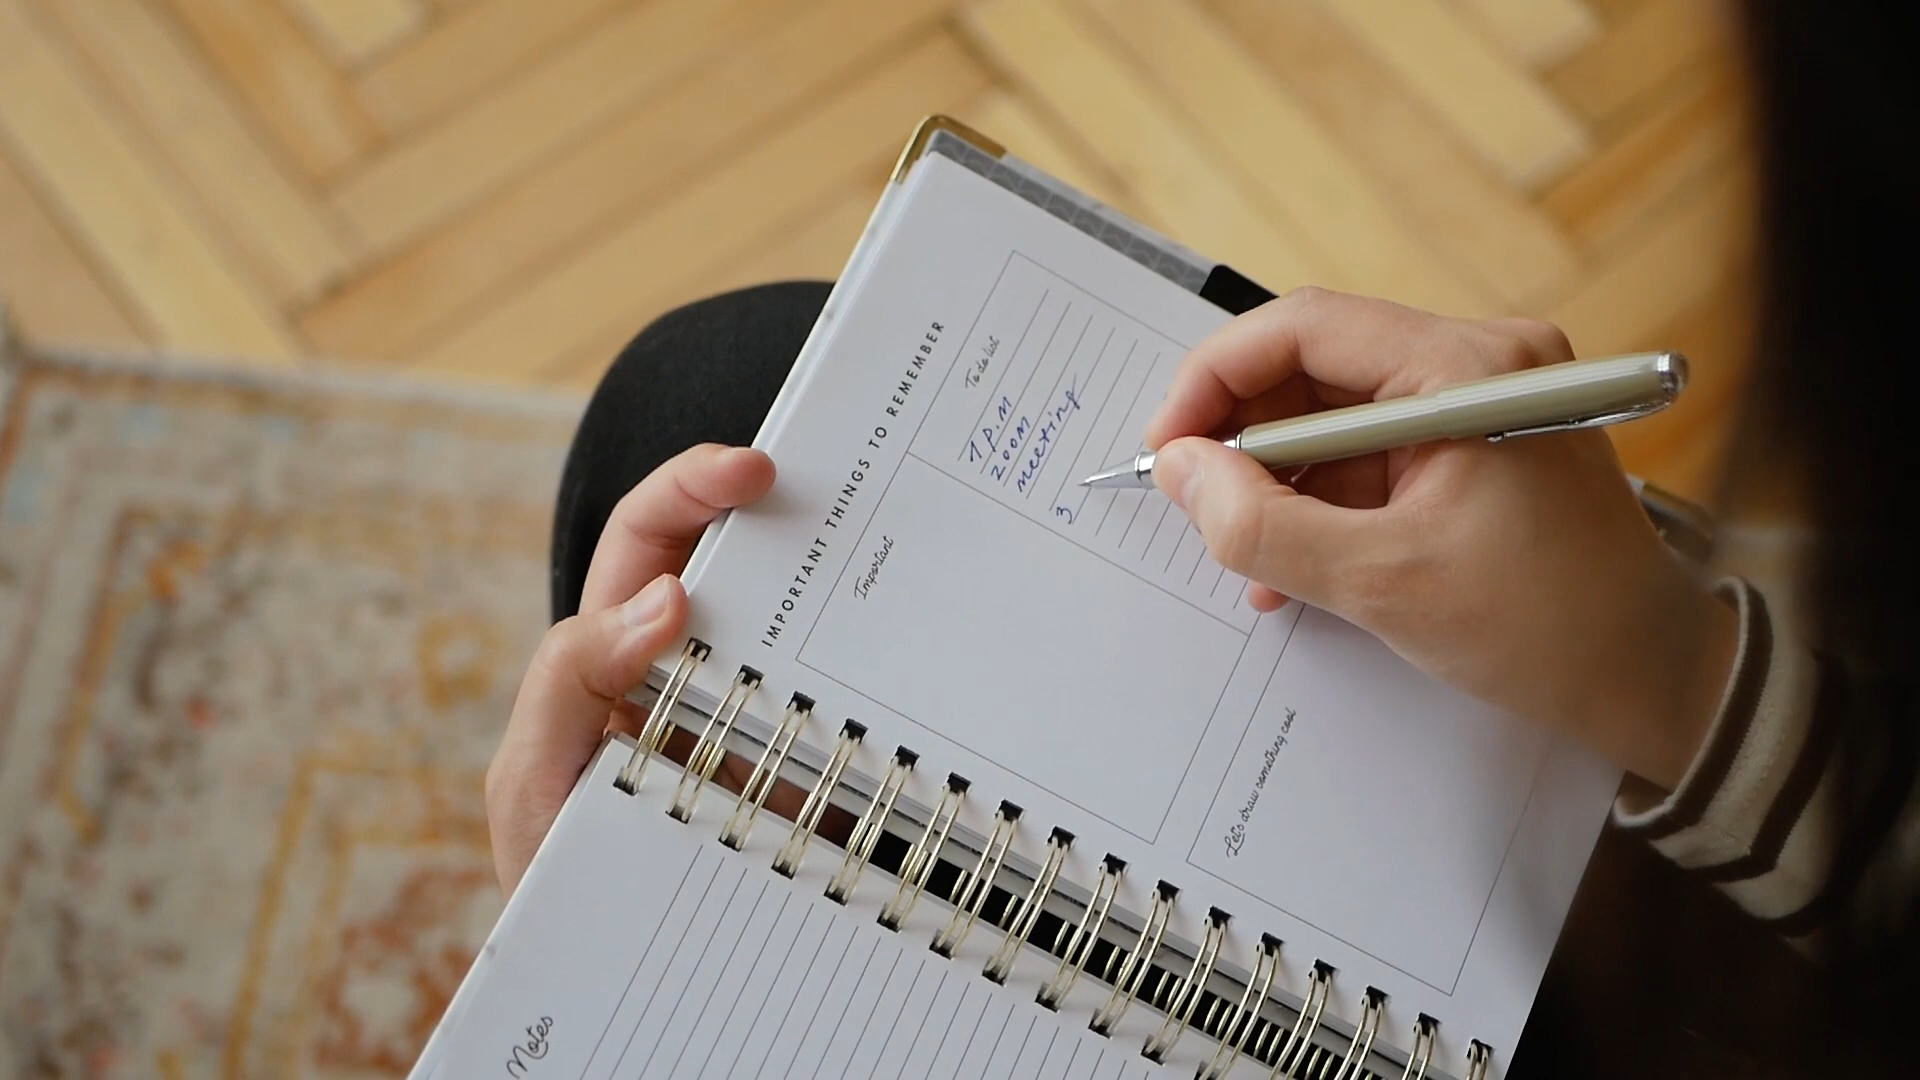 IMPORTANT THINGS TO REMEMBER
To do list
1 P.M
ZOOM
meeting
3
Important
Let's draw something cool
Notes